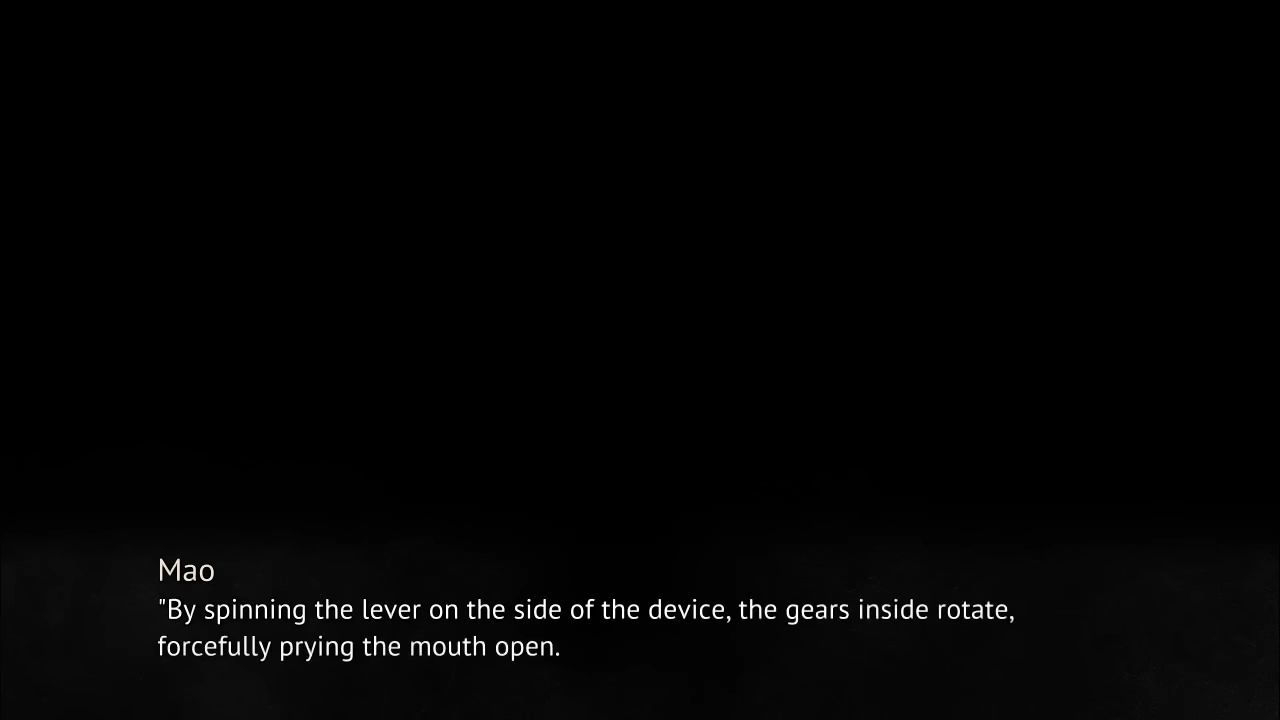 Mao
"By spinning the lever on the side of the device, the gears inside rotate,
forcefully prying the mouth open.